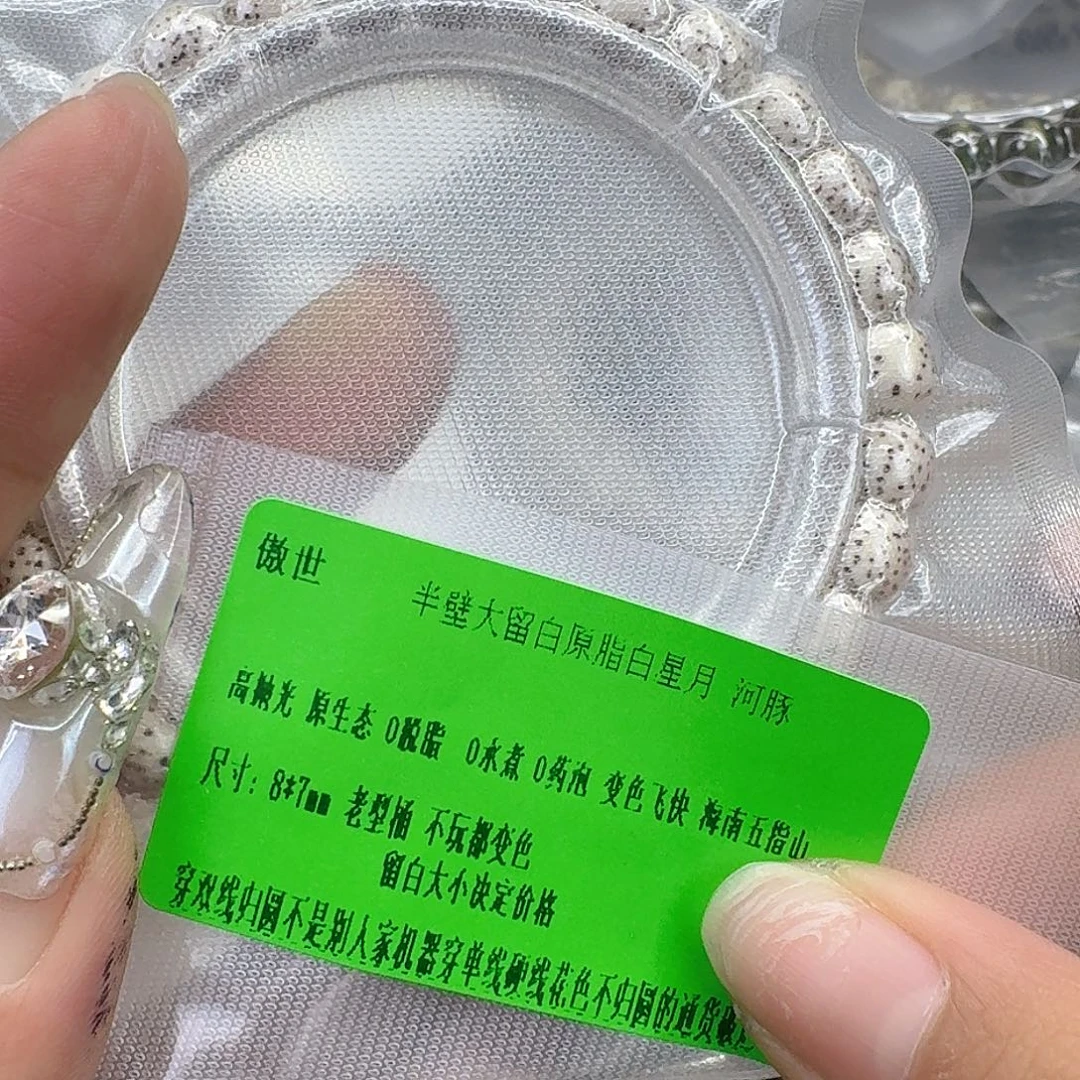 傲世
半壁大留白原脂白星月 河豚
高抛光 原生态 0脱脂 0水煮 0药泡 变色飞快 海南五指山
尺寸：8*7mm 老型桶 不玩都变色
留白大小决定价格
穿双线归圆不是别人家机器穿单线硬线花色不归圆的通货